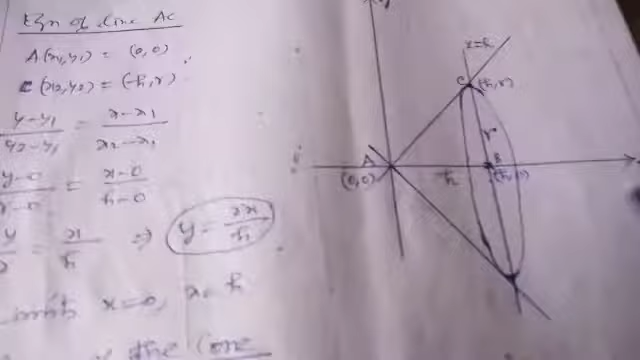 Eqn of line AC
A(x₁,y₁) = (0,0)
C(x₂,y₂) = (h,r)
y-y₁/y₂-y₁ = x-x₁/x₂-x₁
y-0/r-0 = x-0/h-0
y/r = x/h ⇒ y = rx/h
x=0, x=h
the Cone
y
x=h
C (h,r)
r
A
B
(0,0)
h